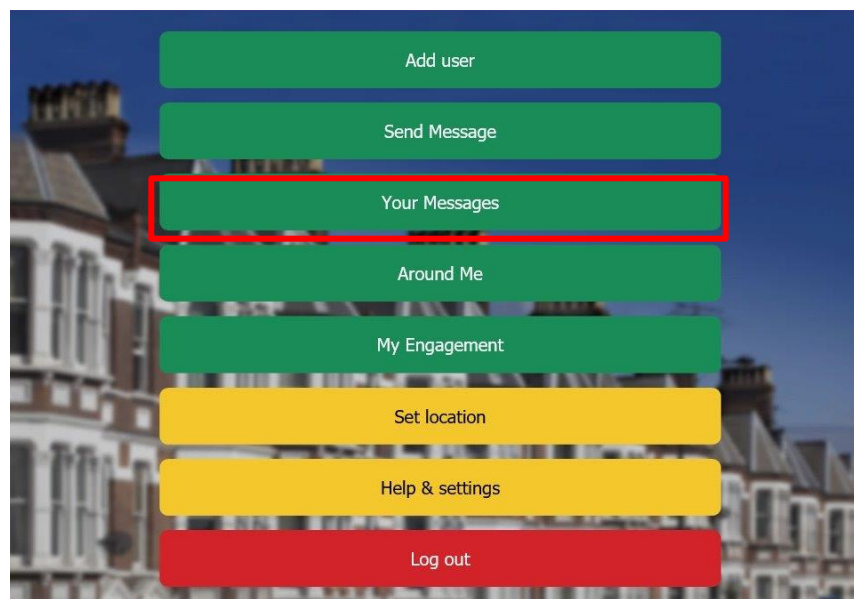 Add user
Send Message
Your Messages
Around Me
My Engagement
Set location
Help & settings
Log out